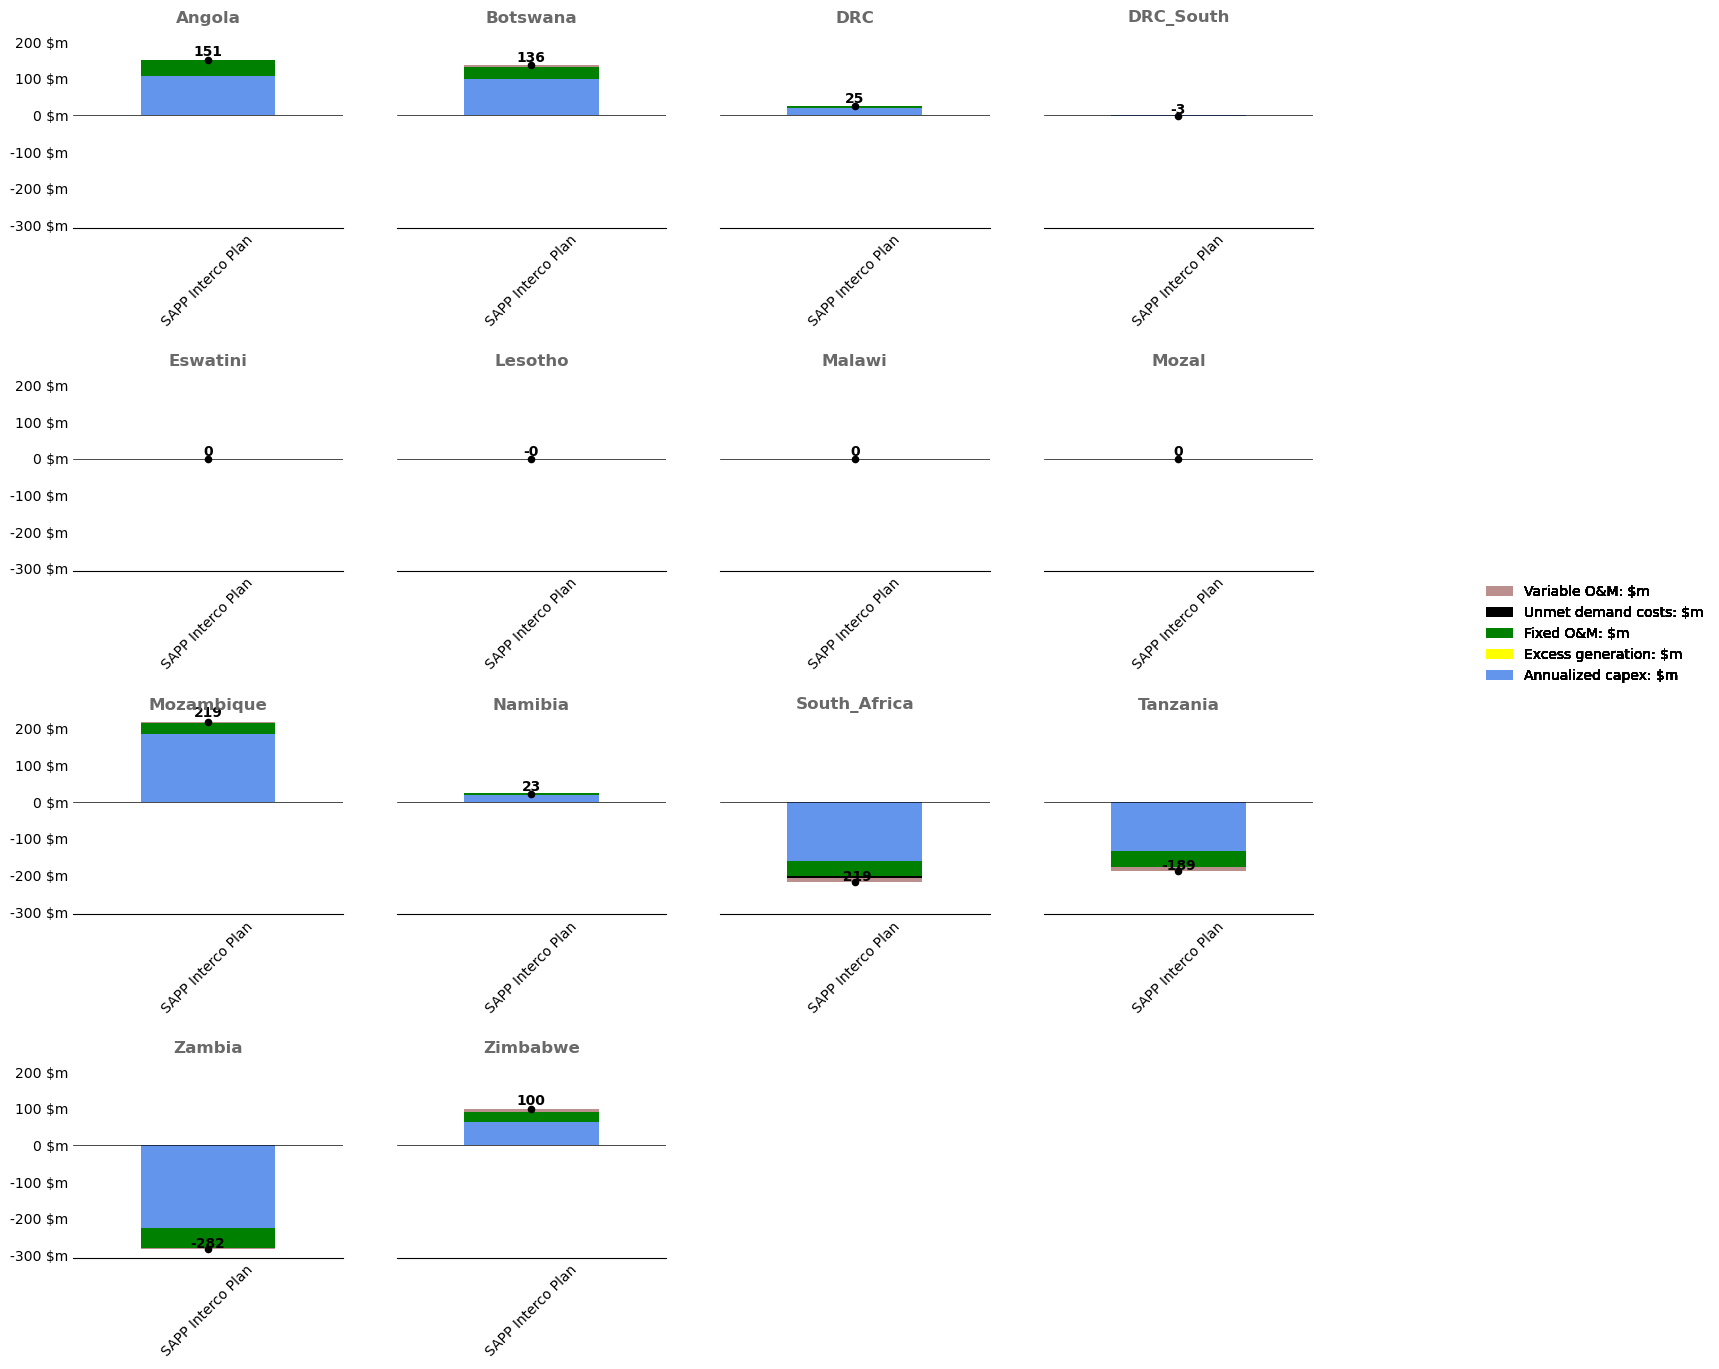 Angola
Botswana
DRC
DRC_South
200 $m
100 $m
0 $m
-100 $m
-200 $m
-300 $m
151
136
25
-3
SAPP Interco Plan
SAPP Interco Plan
SAPP Interco Plan
SAPP Interco Plan
Eswatini
Lesotho
Malawi
Mozal
200 $m
100 $m
0 $m
-100 $m
-200 $m
-300 $m
0
-0
0
0
SAPP Interco Plan
SAPP Interco Plan
SAPP Interco Plan
SAPP Interco Plan
Variable O&M: $m
Unmet demand costs: $m
Fixed O&M: $m
Excess generation: $m
Annualized capex: $m
Mozambique
Namibia
South_Africa
Tanzania
200 $m
100 $m
0 $m
-100 $m
-200 $m
-300 $m
219
23
-219
-189
SAPP Interco Plan
SAPP Interco Plan
SAPP Interco Plan
SAPP Interco Plan
Zambia
Zimbabwe
200 $m
100 $m
0 $m
-100 $m
-200 $m
-300 $m
-282
100
SAPP Interco Plan
SAPP Interco Plan